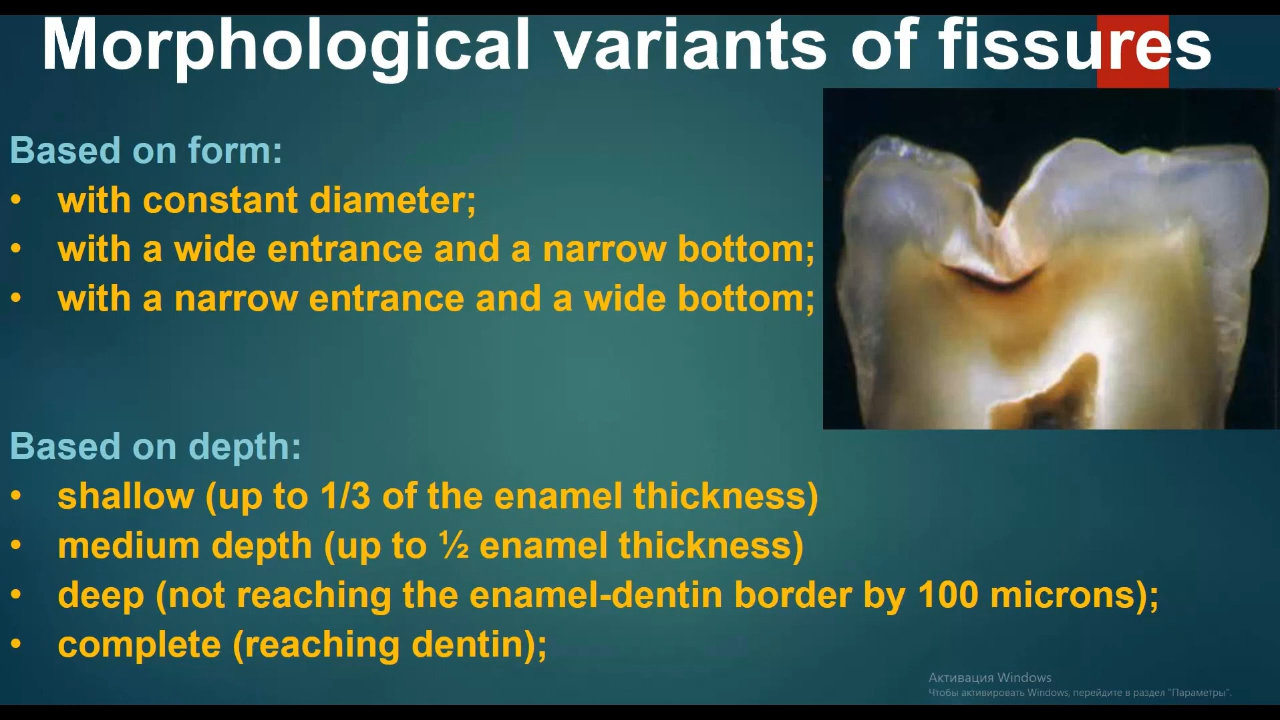 Morphological variants of fissures
Based on form:
• with constant diameter;
• with a wide entrance and a narrow bottom;
• with a narrow entrance and a wide bottom;
Based on depth:
• shallow (up to 1/3 of the enamel thickness)
• medium depth (up to ½ enamel thickness)
• deep (not reaching the enamel-dentin border by 100 microns);
• complete (reaching dentin);
Активация Windows
Чтобы активировать Windows, перейдите в раздел "Параметры".